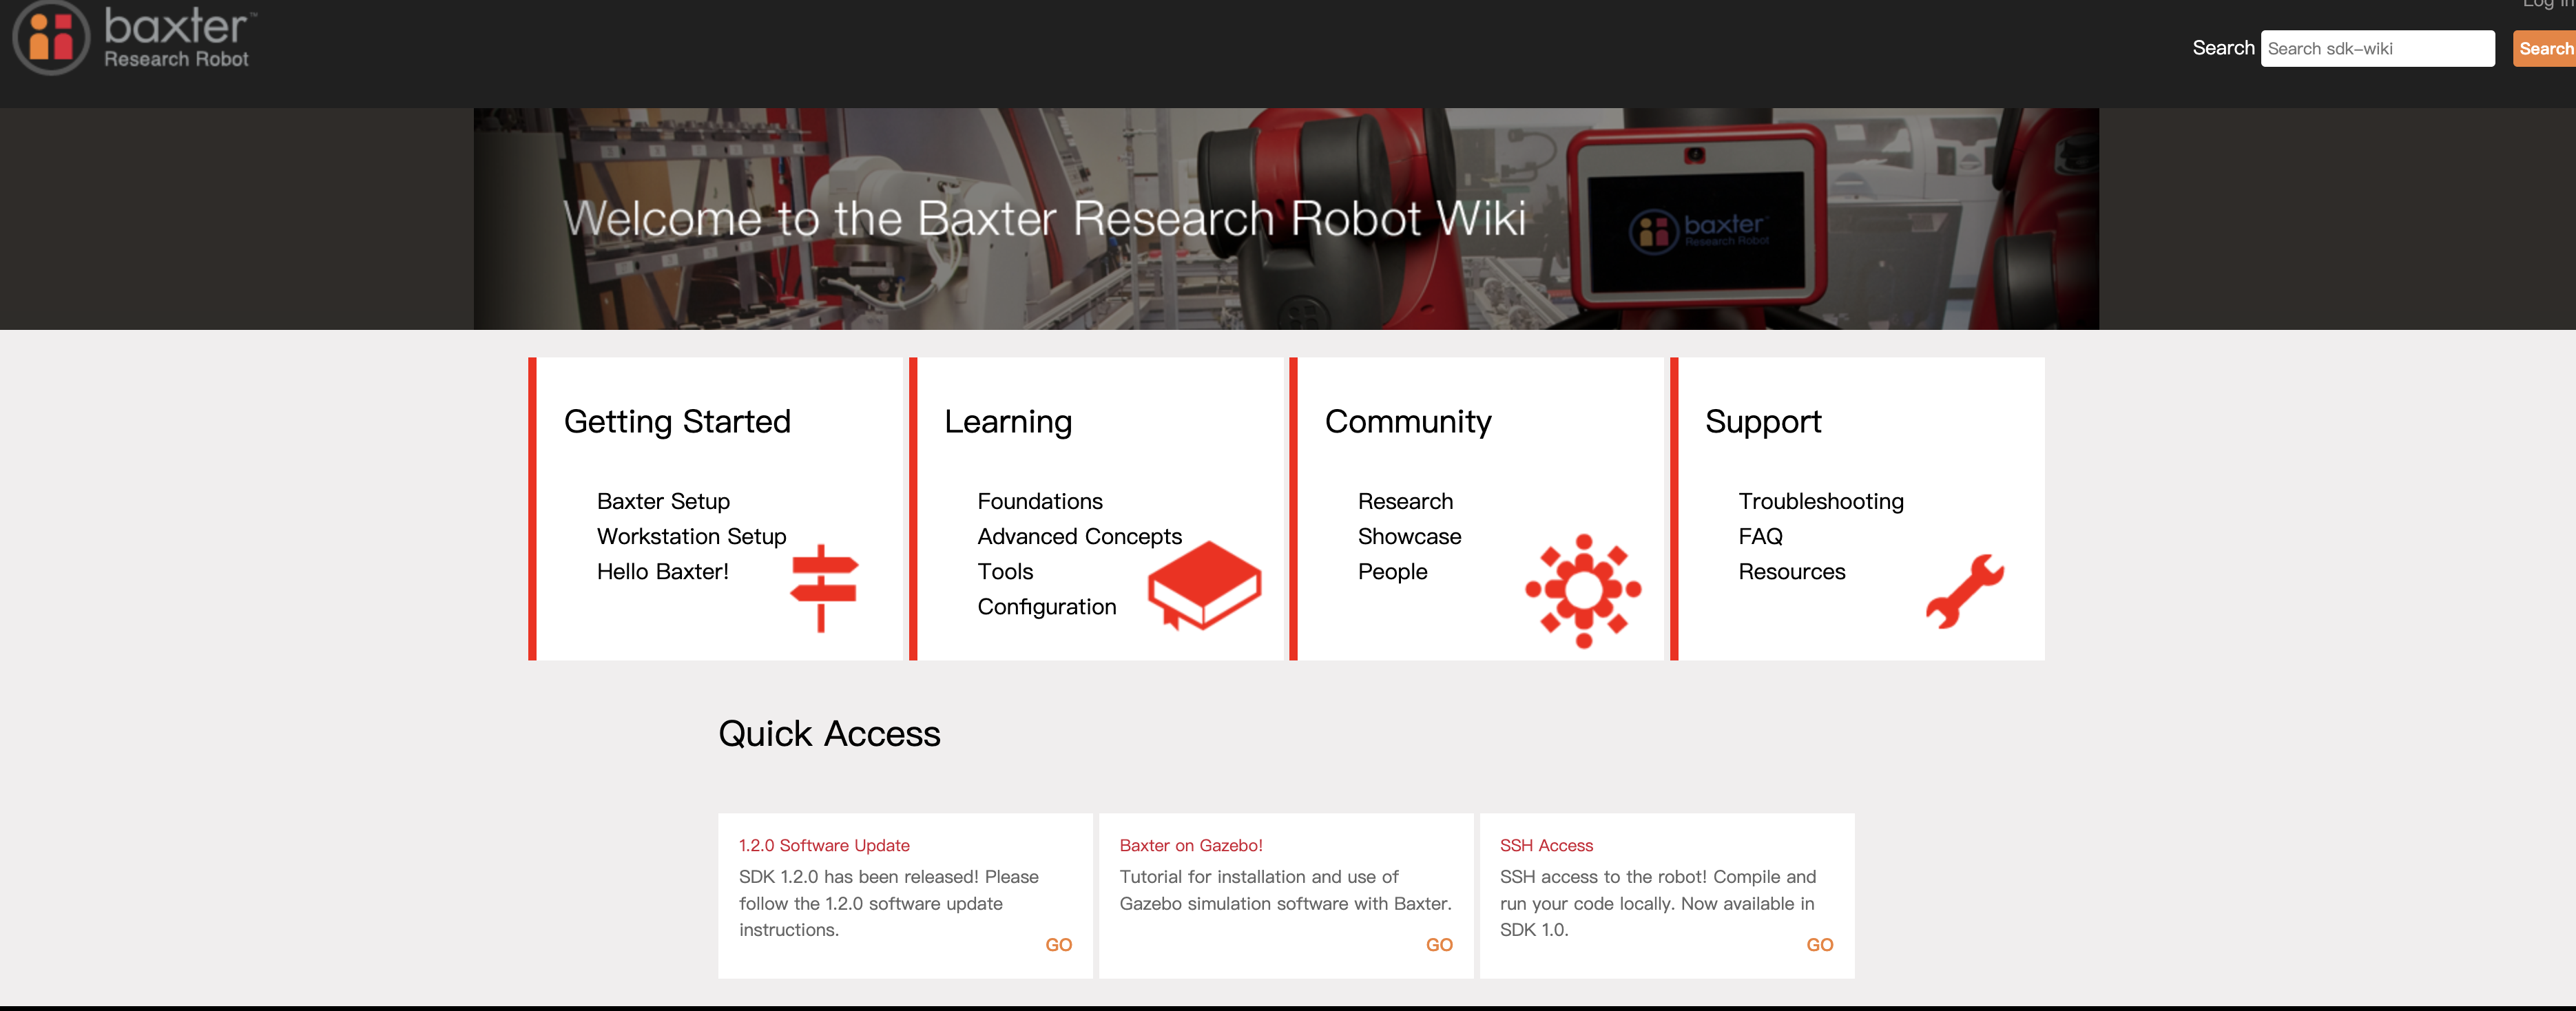 baxter™
Research Robot
Log in
Search Search sdk-wiki Search
Welcome to the Baxter Research Robot Wiki
baxter™
Research Robot
Getting Started
Baxter Setup
Workstation Setup
Hello Baxter!
Learning
Foundations
Advanced Concepts
Tools
Configuration
Community
Research
Showcase
People
Support
Troubleshooting
FAQ
Resources
Quick Access
1.2.0 Software Update
SDK 1.2.0 has been released! Please
follow the 1.2.0 software update
instructions.
GO
Baxter on Gazebo!
Tutorial for installation and use of
Gazebo simulation software with Baxter.
GO
SSH Access
SSH access to the robot! Compile and
run your code locally. Now available in
SDK 1.0.
GO